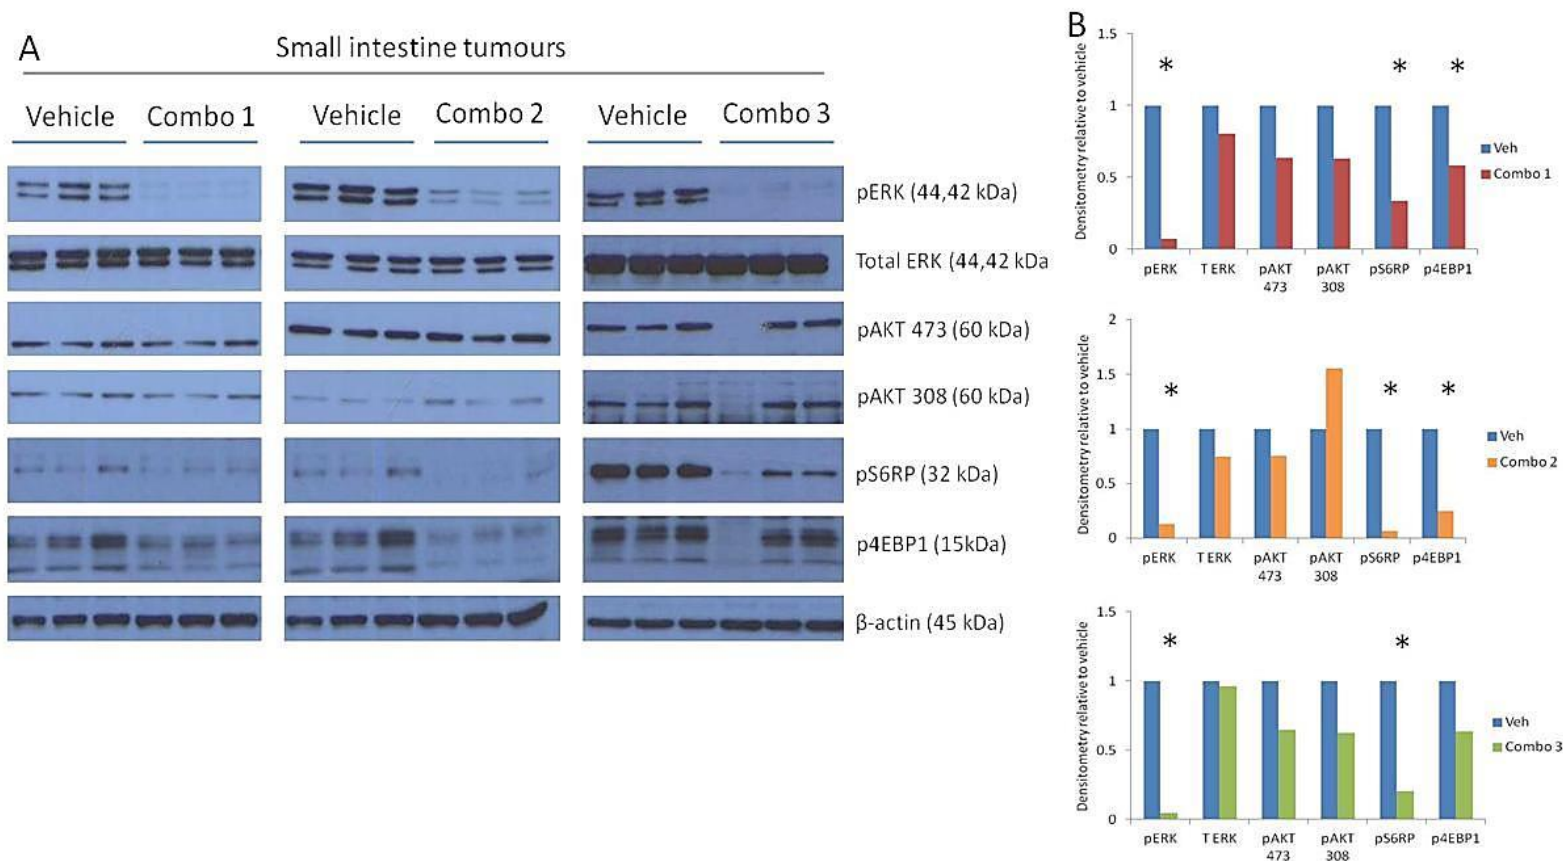 A
Small intestine tumours
Vehicle Combo 1 Vehicle Combo 2 Vehicle Combo 3
pERK (44,42 kDa)
Total ERK (44,42 kDa
pAKT 473 (60 kDa)
pAKT 308 (60 kDa)
pS6RP (32 kDa)
p4EBP1 (15kDa)
β-actin (45 kDa)
B
Densitometry relative to vehicle
1.5
1
0.5
0
* * *
pERK T ERK pAKT pAKT pS6RP p4EBP1
473 308
Veh
Combo 1
Densitometry relative to vehicle
2
1.5
1
0.5
0
* * *
pERK T ERK pAKT pAKT pS6RP p4EBP1
473 308
Veh
Combo 2
Densitometry relative to vehicle
1.5
1
0.5
0
* *
pERK T ERK pAKT pAKT pS6RP p4EBP1
473 308
Veh
Combo 3